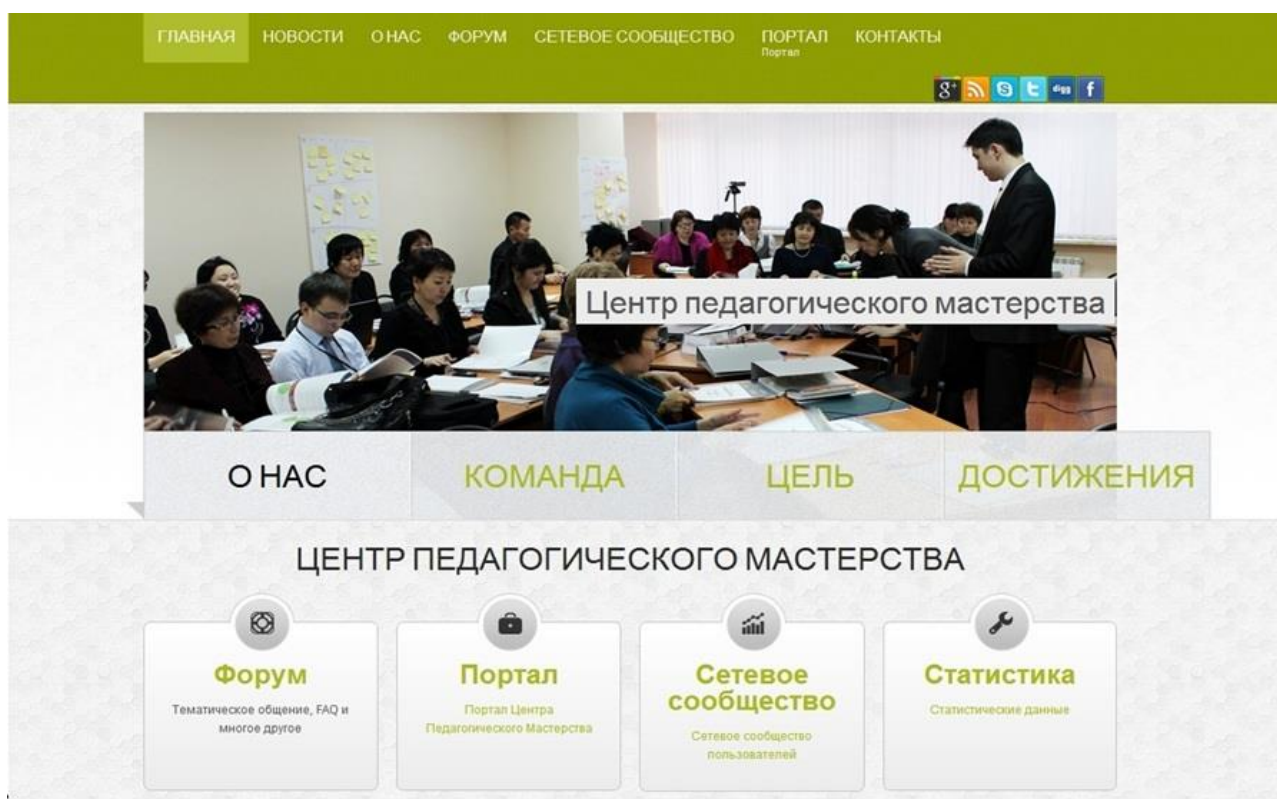 ГЛАВНАЯ НОВОСТИ О НАС ФОРУМ СЕТЕВОЕ СООБЩЕСТВО ПОРТАЛ КОНТАКТЫ
Портал
g+ digg f
Центр педагогического мастерства
О НАС КОМАНДА ЦЕЛЬ ДОСТИЖЕНИЯ
ЦЕНТР ПЕДАГОГИЧЕСКОГО МАСТЕРСТВА
Форум
Тематическое общение, FAQ и
многое другое
Портал
Портал Центра
Педагогического Мастерства
Сетевое
сообщество
Сетевое сообщество
пользователей
Статистика
Статистические данные